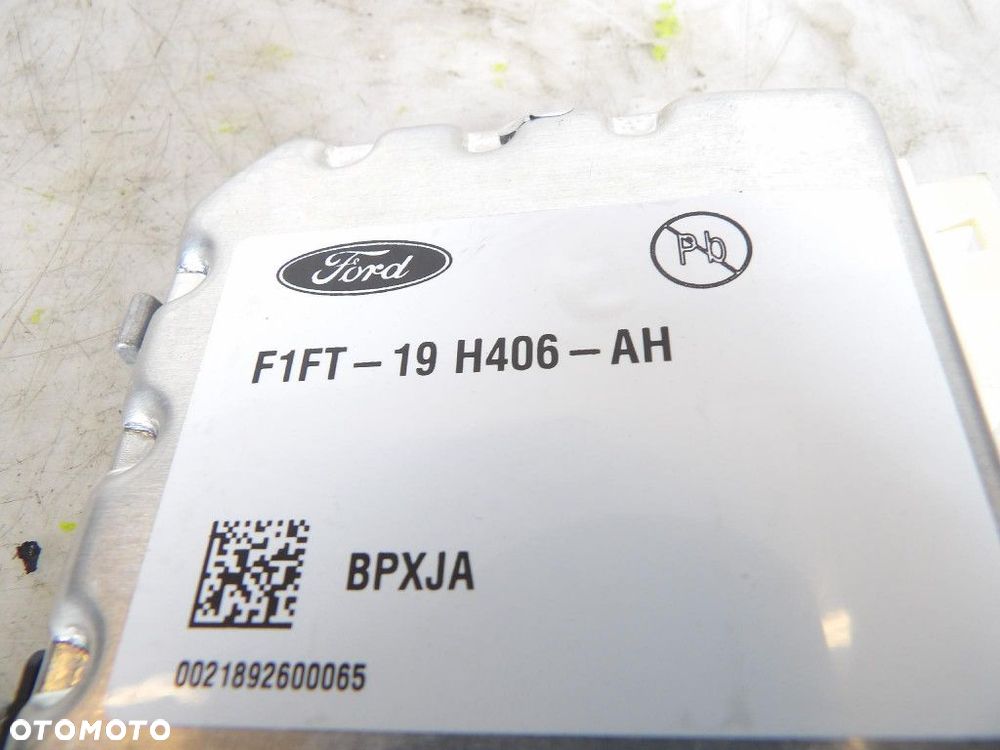 Ford
Pb
F1FT-19 H406-AH
BPXJA
0021892600065
OTOMOTO